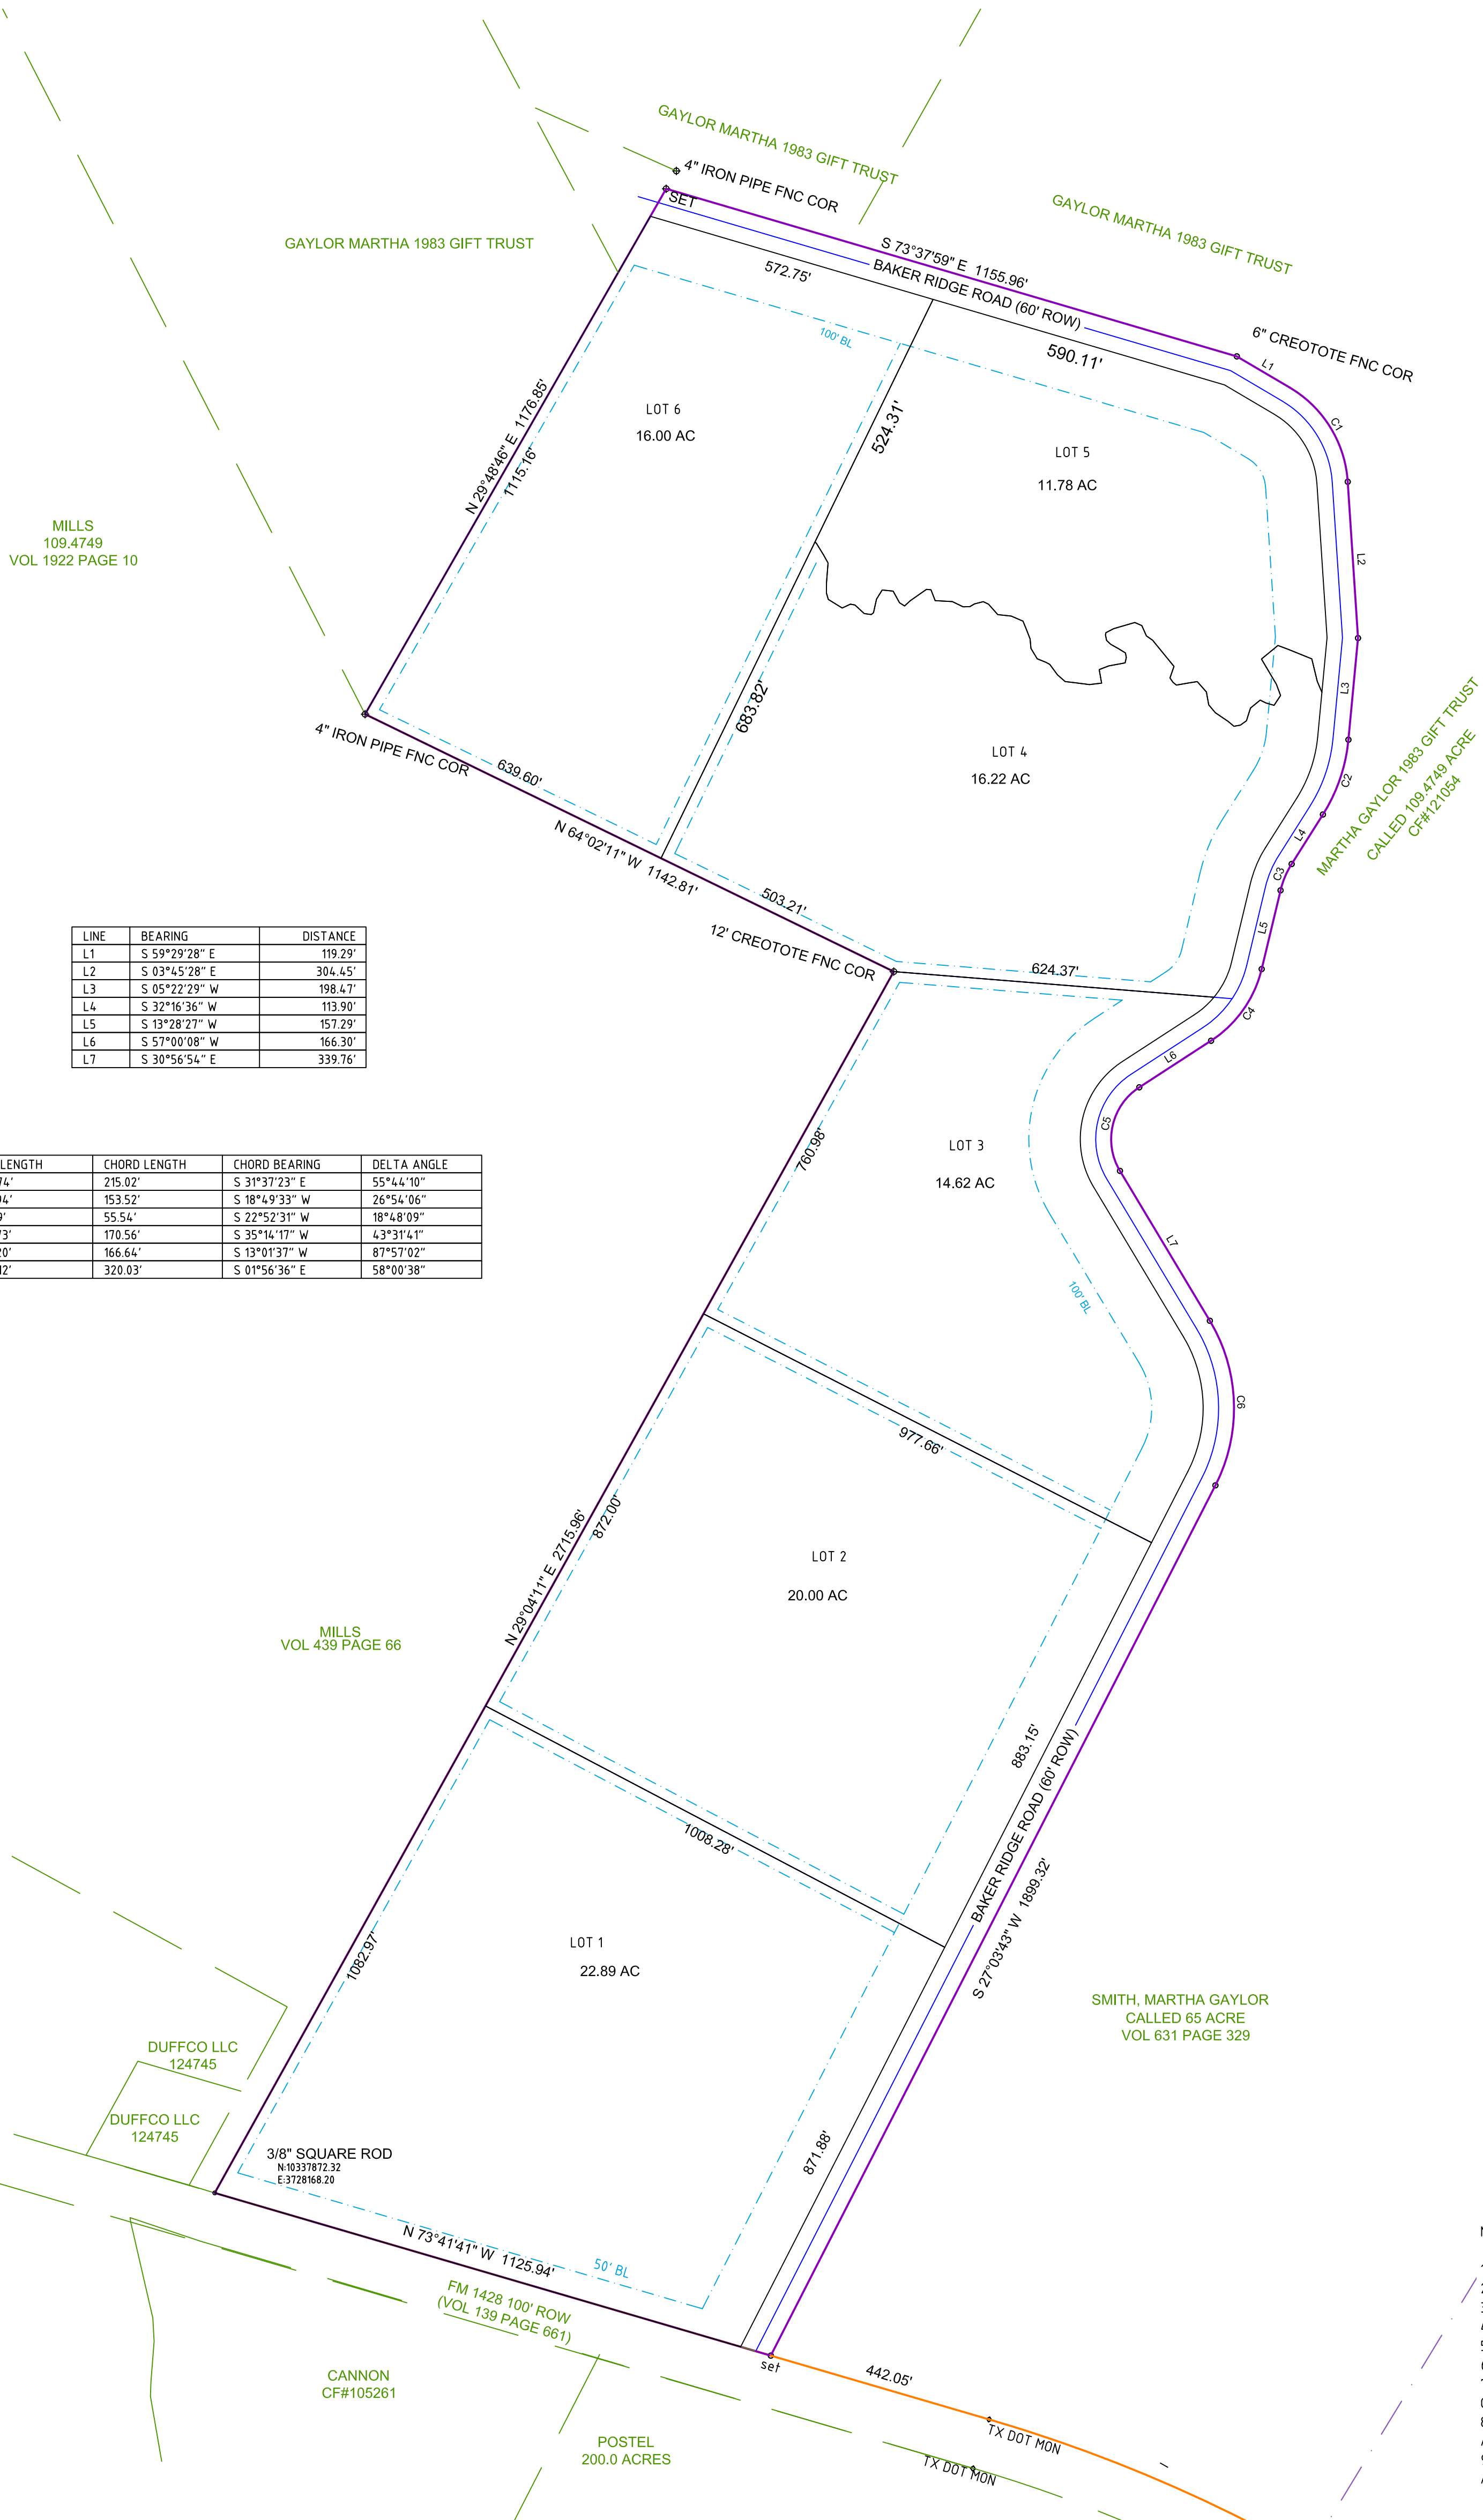 GAYLOR MARTHA 1983 GIFT TRUST
4" IRON PIPE FNC COR
SET
GAYLOR MARTHA 1983 GIFT TRUST
GAYLOR MARTHA 1983 GIFT TRUST
S 73°37'59" E 1155.96'
BAKER RIDGE ROAD (60' ROW)
572.75'
100' BL
590.11'
6" CREOTOTE FNC COR
L1
C1
N 29°48'46" E 1176.85'
1115.16'
LOT 6
16.00 AC
524.31'
LOT 5
11.78 AC
MILLS
109.4749
VOL 1922 PAGE 10
L2
L3
683.82'
4" IRON PIPE FNC COR
639.60'
LOT 4
16.22 AC
C2
MARTHA GAYLOR 1983 GIFT TRUST
CALLED 109.4749 ACRE
CF#121054
L4
C3
N 64°02'11" W 1142.81'
503.21'
12' CREOTOTE FNC COR
L5
624.37'
C4
L6
C5
LINE BEARING DISTANCE
L1 S 59°29'28" E 119.29'
L2 S 03°45'28" E 304.45'
L3 S 05°22'29" W 198.47'
L4 S 32°16'36" W 113.90'
L5 S 13°28'27" W 157.29'
L6 S 57°00'08" W 166.30'
L7 S 30°56'54" E 339.76'
LENGTH CHORD LENGTH CHORD BEARING DELTA ANGLE
215.02' S 31°37'23" E 55°44'10"
153.52' S 18°49'33" W 26°54'06"
55.54' S 22°52'31" W 18°48'09"
170.56' S 35°14'17" W 43°31'41"
166.64' S 13°01'37" W 87°57'02"
320.03' S 01°56'36" E 58°00'38"
760.98'
LOT 3
14.62 AC
L7
100' BL
C6
977.66'
N 29°04'11" E 2715.96'
872.00'
LOT 2
20.00 AC
MILLS
VOL 439 PAGE 66
883.15'
BAKER RIDGE ROAD (60' ROW)
1008.28'
S 27°03'43" W 1899.32'
1082.97'
LOT 1
22.89 AC
SMITH, MARTHA GAYLOR
CALLED 65 ACRE
VOL 631 PAGE 329
DUFFCO LLC
124745
DUFFCO LLC
124745
3/8" SQUARE ROD
N:10337872.32
E:3728168.20
871.88'
N 73°41'41" W 1125.94'
50' BL
FM 1428 100' ROW
(VOL 139 PAGE 661)
set
442.05'
CANNON
CF#105261
POSTEL
200.0 ACRES
TX DOT MON
TX DOT MON